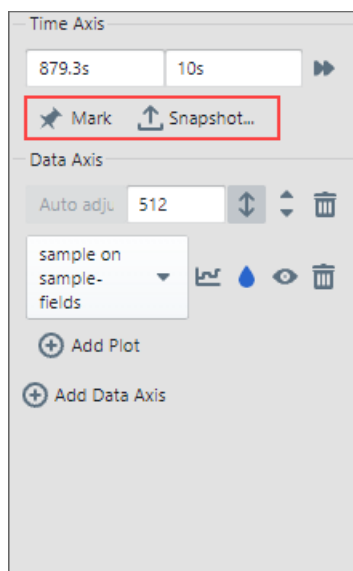 Time Axis
879.3s 10s
Mark Snapshot...
Data Axis
Auto adju 512
sample on
sample-
fields
Add Plot
Add Data Axis